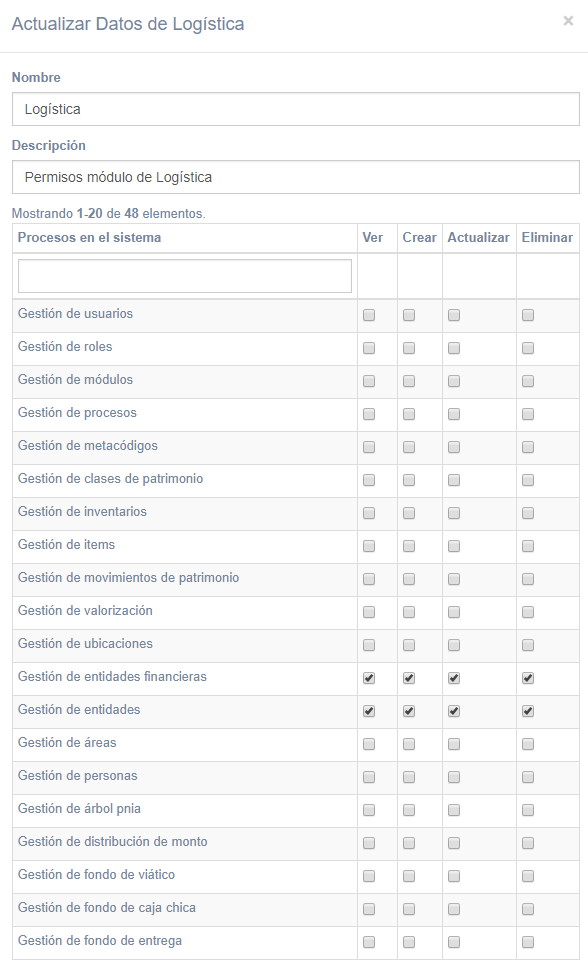 Actualizar Datos de Logística ×
Nombre
Logística
Descripción
Permisos módulo de Logística
Mostrando 1-20 de 48 elementos.
Procesos en el sistema Ver Crear Actualizar Eliminar
Gestión de usuarios
Gestión de roles
Gestión de módulos
Gestión de procesos
Gestión de metacódigos
Gestión de clases de patrimonio
Gestión de inventarios
Gestión de items
Gestión de movimientos de patrimonio
Gestión de valorización
Gestión de ubicaciones
Gestión de entidades financieras
Gestión de entidades
Gestión de áreas
Gestión de personas
Gestión de árbol pnia
Gestión de distribución de monto
Gestión de fondo de viático
Gestión de fondo de caja chica
Gestión de fondo de entrega